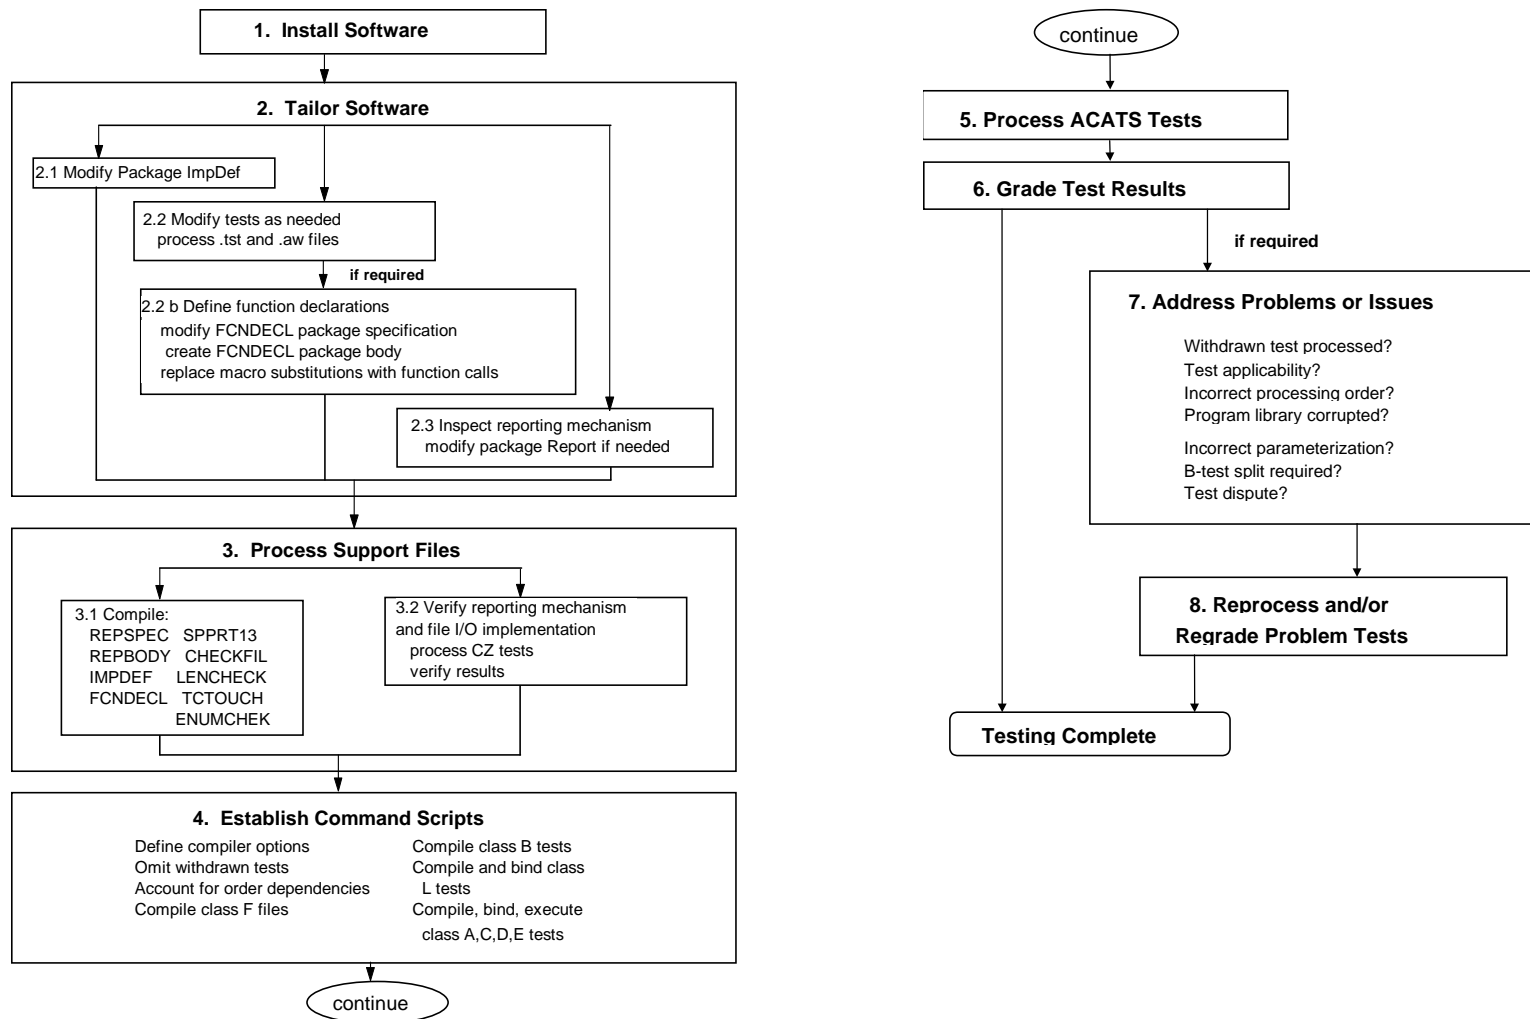 1. Install Software
2. Tailor Software
2.1 Modify Package ImpDef
2.2 Modify tests as needed
process .tst and .aw files
if required
2.2 b Define function declarations
modify FCNDECL package specification
create FCNDECL package body
replace macro substitutions with function calls
2.3 Inspect reporting mechanism
modify package Report if needed
3. Process Support Files
3.1 Compile:
REPSPEC SPPRT13
REPBODY CHECKFIL
IMPDEF LENCHECK
FCNDECL TCTOUCH
ENUMCHEK
3.2 Verify reporting mechanism
and file I/O implementation
process CZ tests
verify results
4. Establish Command Scripts
Define compiler options
Omit withdrawn tests
Account for order dependencies
Compile class F files
Compile class B tests
Compile and bind class
L tests
Compile, bind, execute
class A,C,D,E tests
continue
continue
5. Process ACATS Tests
6. Grade Test Results
if required
7. Address Problems or Issues
Withdrawn test processed?
Test applicability?
Incorrect processing order?
Program library corrupted?
Incorrect parameterization?
B-test split required?
Test dispute?
8. Reprocess and/or
Regrade Problem Tests
Testing Complete